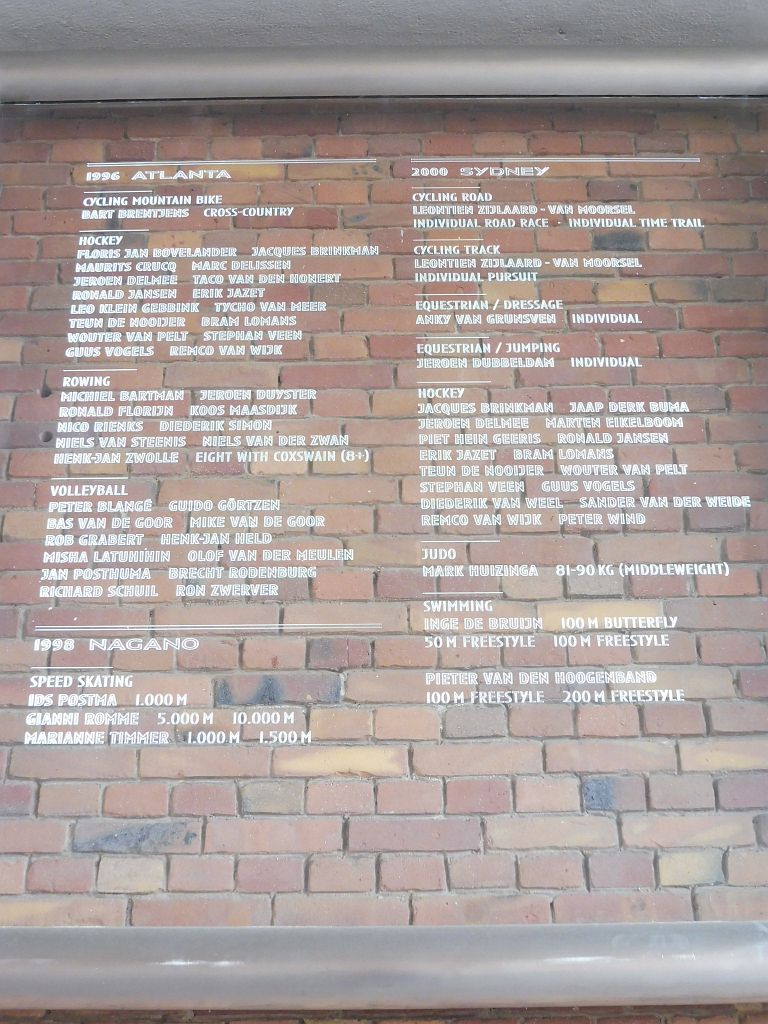 1996 ATLANTA
CYCLING MOUNTAIN BIKE
BART BRENTJENS CROSS-COUNTRY
HOCKEY
FLORIS JAN BOVELANDER JACQUES BRINKMAN
MAURITS CRUCQ MARC DELISSEN
JEROEN DELMEE TACO VAN DEN HONERT
RONALD JANSEN ERIK JAZET
LEO KLEIN GEBBINK TYCHO VAN MEER
TEUN DE NOOIJER BRAM LOMANS
WOUTER VAN PELT STEPHAN VEEN
GUUS VOGELS REMCO VAN WIJK
ROWING
MICHIEL BARTMAN JEROEN DUYSTER
RONALD FLORIJN KOOS MAASDIJK
NICO RIENKS DIEDERIK SIMON
NIELS VAN STEENIS NIELS VAN DER ZWAN
HENK-JAN ZWOLLE EIGHT WITH COXSWAIN (8+)
VOLLEYBALL
PETER BLANGÉ GUIDO GÖRTZEN
BAS VAN DE GOOR MIKE VAN DE GOOR
ROB GRABERT HENK-JAN HELD
MISHA LATUHIHIN OLOF VAN DER MEULEN
JAN POSTHUMA BRECHT RODENBURG
RICHARD SCHUIL RON ZWERVER
1998 NAGANO
SPEED SKATING
IDS POSTMA 1.000 M
GIANNI ROMME 5.000 M 10.000 M
MARIANNE TIMMER 1.000 M 1.500 M
2000 SYDNEY
CYCLING ROAD
LEONTIEN ZIJLAARD - VAN MOORSEL
INDIVIDUAL ROAD RACE - INDIVIDUAL TIME TRAIL
CYCLING TRACK
LEONTIEN ZIJLAARD - VAN MOORSEL
INDIVIDUAL PURSUIT
EQUESTRIAN / DRESSAGE
ANKY VAN GRUNSVEN INDIVIDUAL
EQUESTRIAN / JUMPING
JEROEN DUBBELDAM INDIVIDUAL
HOCKEY
JACQUES BRINKMAN JAAP DERK BUMA
JEROEN DELMEE MARTEN EIKELBOOM
PIET HEIN GEERIS RONALD JANSEN
ERIK JAZET BRAM LOMANS
TEUN DE NOOIJER WOUTER VAN PELT
STEPHAN VEEN GUUS VOGELS
DIEDERIK VAN WEEL SANDER VAN DER WEIDE
REMCO VAN WIJK PETER WIND
JUDO
MARK HUIZINGA 81-90 KG (MIDDLEWEIGHT)
SWIMMING
INGE DE BRUIJN 100 M BUTTERFLY
50 M FREESTYLE 100 M FREESTYLE
PIETER VAN DEN HOOGENBAND
100 M FREESTYLE 200 M FREESTYLE